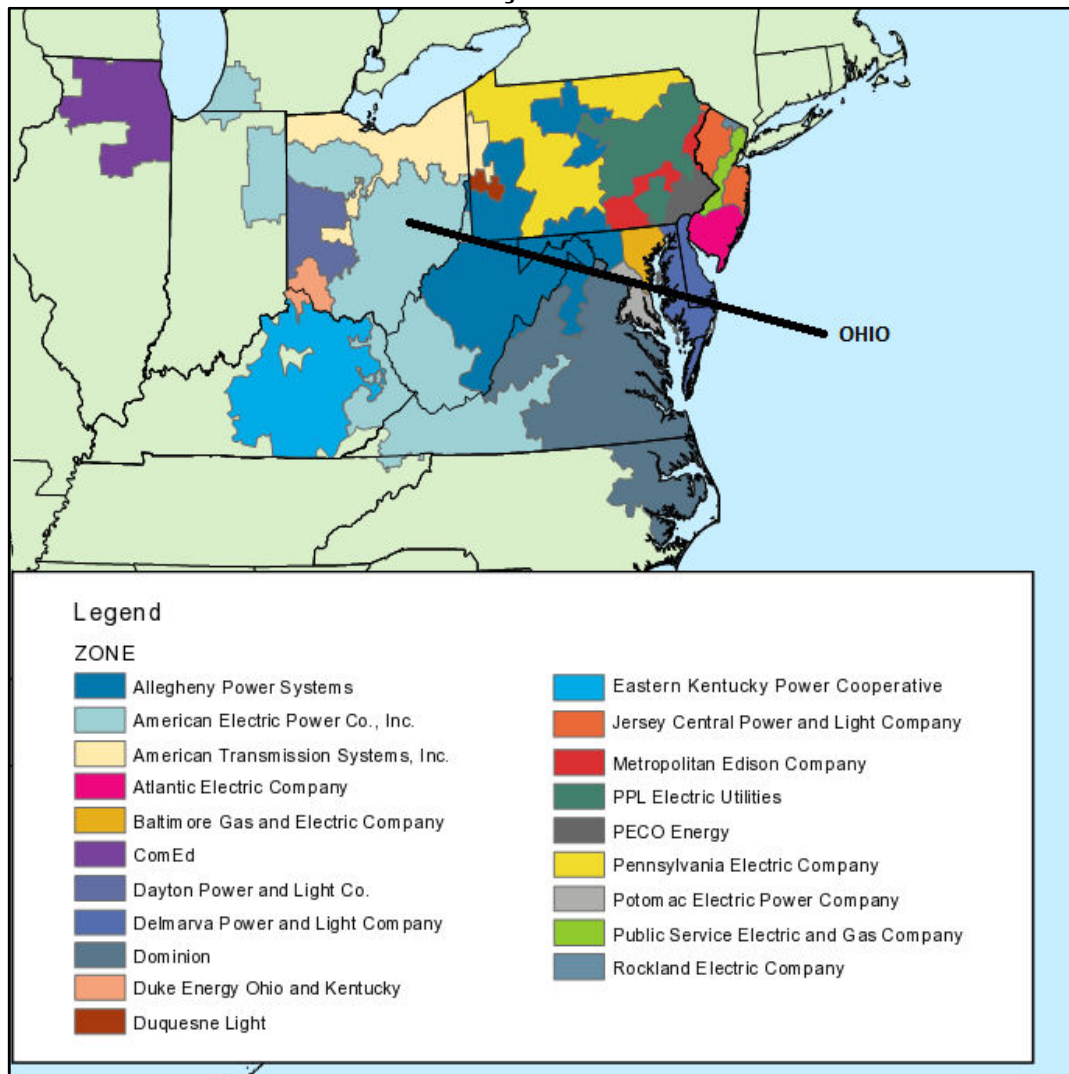 OHIO
Legend
ZONE
Allegheny Power Systems
American Electric Power Co., Inc.
American Transmission Systems, Inc.
Atlantic Electric Company
Baltimore Gas and Electric Company
ComEd
Dayton Power and Light Co.
Delmarva Power and Light Company
Dominion
Duke Energy Ohio and Kentucky
Duquesne Light
Eastern Kentucky Power Cooperative
Jersey Central Power and Light Company
Metropolitan Edison Company
PPL Electric Utilities
PECO Energy
Pennsylvania Electric Company
Potomac Electric Power Company
Public Service Electric and Gas Company
Rockland Electric Company